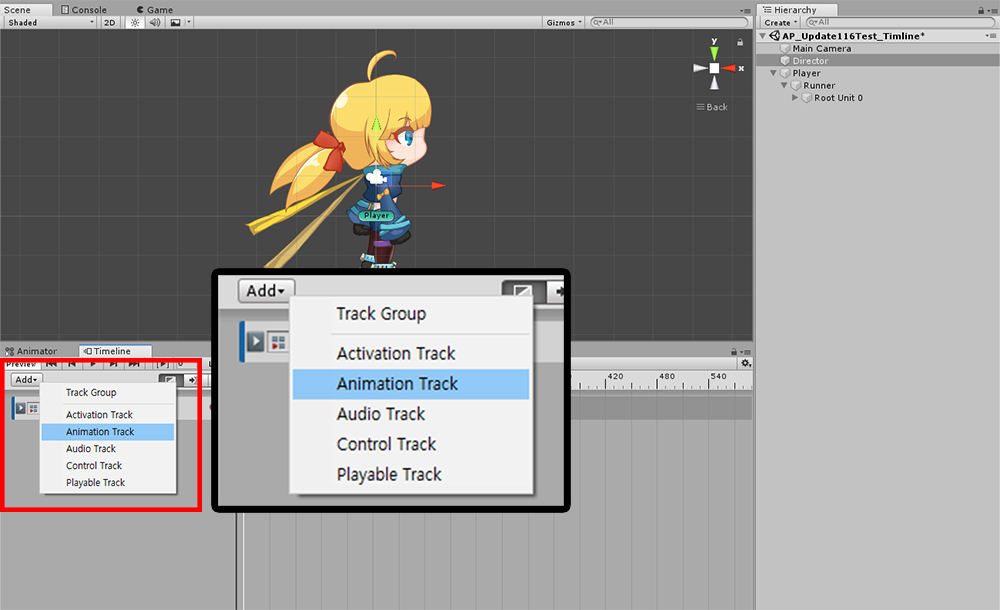 Scene Console Game
Shaded 2D Gizmos All
y
x
Back
Player
Hierarchy
Create All
AP_Update116Test_Timline*
Main Camera
Director
Player
Runner
Root Unit 0
Animator Timeline
Preview
Add
Track Group
Activation Track
Animation Track
Audio Track
Control Track
Playable Track
Add
Track Group
Activation Track
Animation Track
Audio Track
Control Track
Playable Track
420 480 540